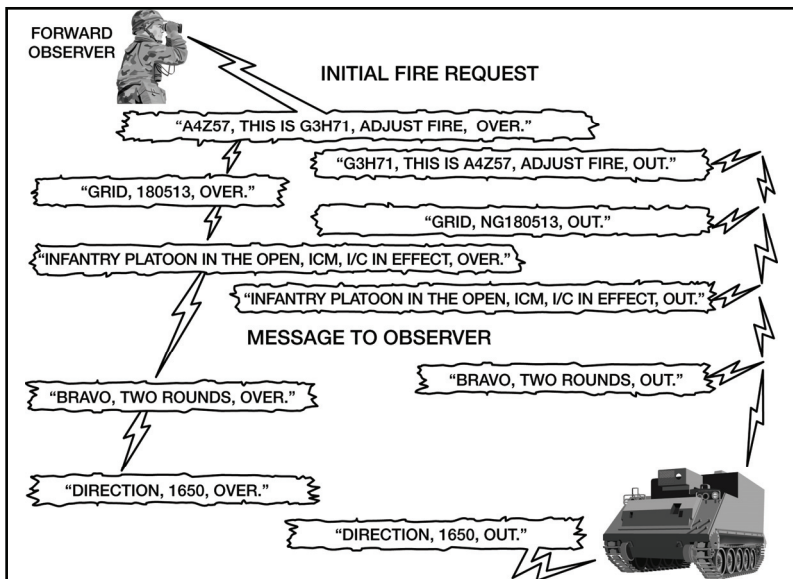 FORWARD
OBSERVER
INITIAL FIRE REQUEST
“A4Z57, THIS IS G3H71, ADJUST FIRE, OVER.”
“G3H71, THIS IS A4Z57, ADJUST FIRE, OUT.”
“GRID, 180513, OVER.”
“GRID, NG180513, OUT.”
“INFANTRY PLATOON IN THE OPEN, ICM, I/C IN EFFECT, OVER.”
“INFANTRY PLATOON IN THE OPEN, ICM, I/C IN EFFECT, OUT.”
MESSAGE TO OBSERVER
“BRAVO, TWO ROUNDS, OUT.”
“BRAVO, TWO ROUNDS, OVER.”
“DIRECTION, 1650, OVER.”
“DIRECTION, 1650, OUT.”